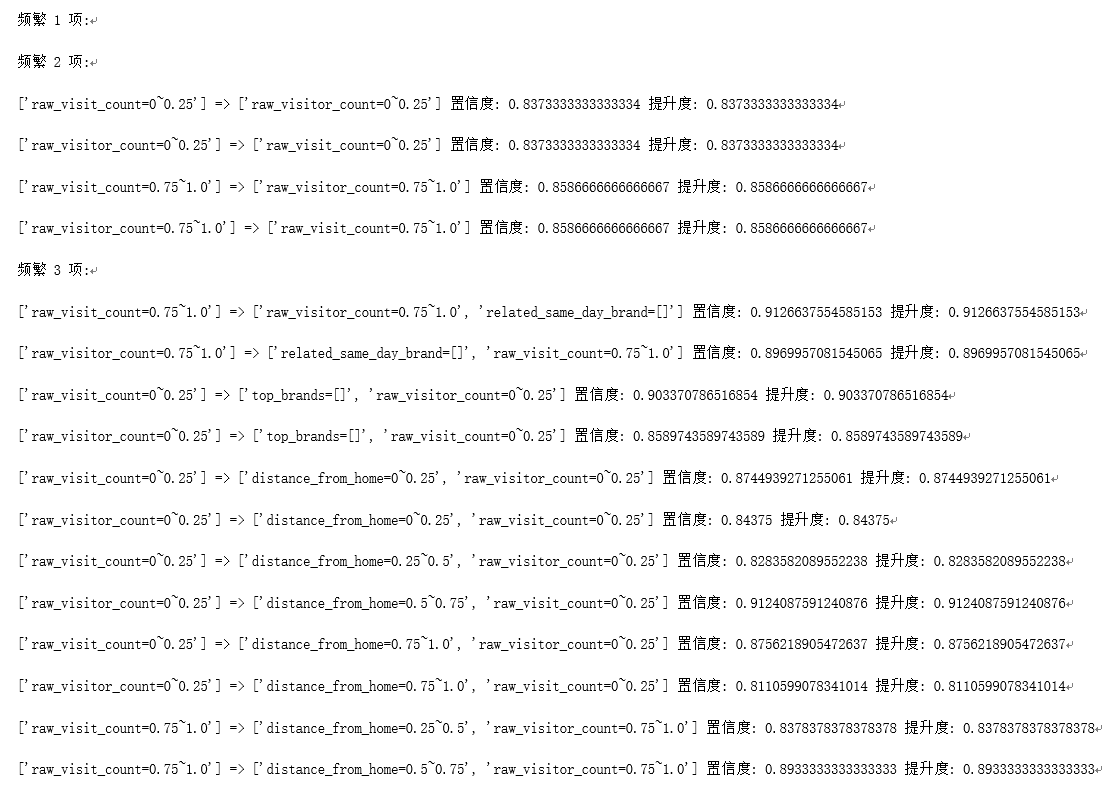 频繁 1 项:
频繁 2 项:
['raw_visit_count=0~0.25'] => ['raw_visitor_count=0~0.25'] 置信度: 0.8373333333333334 提升度: 0.8373333333333334
['raw_visitor_count=0~0.25'] => ['raw_visit_count=0~0.25'] 置信度: 0.8373333333333334 提升度: 0.8373333333333334
['raw_visit_count=0.75~1.0'] => ['raw_visitor_count=0.75~1.0'] 置信度: 0.8586666666666667 提升度: 0.8586666666666667
['raw_visitor_count=0.75~1.0'] => ['raw_visit_count=0.75~1.0'] 置信度: 0.8586666666666667 提升度: 0.8586666666666667
频繁 3 项:
['raw_visit_count=0.75~1.0'] => ['raw_visitor_count=0.75~1.0', 'related_same_day_brand=[]'] 置信度: 0.9126637554585153 提升度: 0.9126637554585153
['raw_visitor_count=0.75~1.0'] => ['related_same_day_brand=[]', 'raw_visit_count=0.75~1.0'] 置信度: 0.8969957081545065 提升度: 0.8969957081545065
['raw_visit_count=0~0.25'] => ['top_brands=[]', 'raw_visitor_count=0~0.25'] 置信度: 0.903370786516854 提升度: 0.903370786516854
['raw_visitor_count=0~0.25'] => ['top_brands=[]', 'raw_visit_count=0~0.25'] 置信度: 0.8589743589743589 提升度: 0.8589743589743589
['raw_visit_count=0~0.25'] => ['distance_from_home=0~0.25', 'raw_visitor_count=0~0.25'] 置信度: 0.8744939271255061 提升度: 0.8744939271255061
['raw_visitor_count=0~0.25'] => ['distance_from_home=0~0.25', 'raw_visit_count=0~0.25'] 置信度: 0.84375 提升度: 0.84375
['raw_visit_count=0~0.25'] => ['distance_from_home=0.25~0.5', 'raw_visitor_count=0~0.25'] 置信度: 0.8283582089552238 提升度: 0.8283582089552238
['raw_visitor_count=0~0.25'] => ['distance_from_home=0.5~0.75', 'raw_visit_count=0~0.25'] 置信度: 0.9124087591240876 提升度: 0.9124087591240876
['raw_visit_count=0~0.25'] => ['distance_from_home=0.75~1.0', 'raw_visitor_count=0~0.25'] 置信度: 0.8756218905472637 提升度: 0.8756218905472637
['raw_visitor_count=0~0.25'] => ['distance_from_home=0.75~1.0', 'raw_visit_count=0~0.25'] 置信度: 0.8110599078341014 提升度: 0.8110599078341014
['raw_visit_count=0.75~1.0'] => ['distance_from_home=0.25~0.5', 'raw_visitor_count=0.75~1.0'] 置信度: 0.8378378378378378 提升度: 0.8378378378378378
['raw_visit_count=0.75~1.0'] => ['distance_from_home=0.5~0.75', 'raw_visitor_count=0.75~1.0'] 置信度: 0.8933333333333333 提升度: 0.8933333333333333